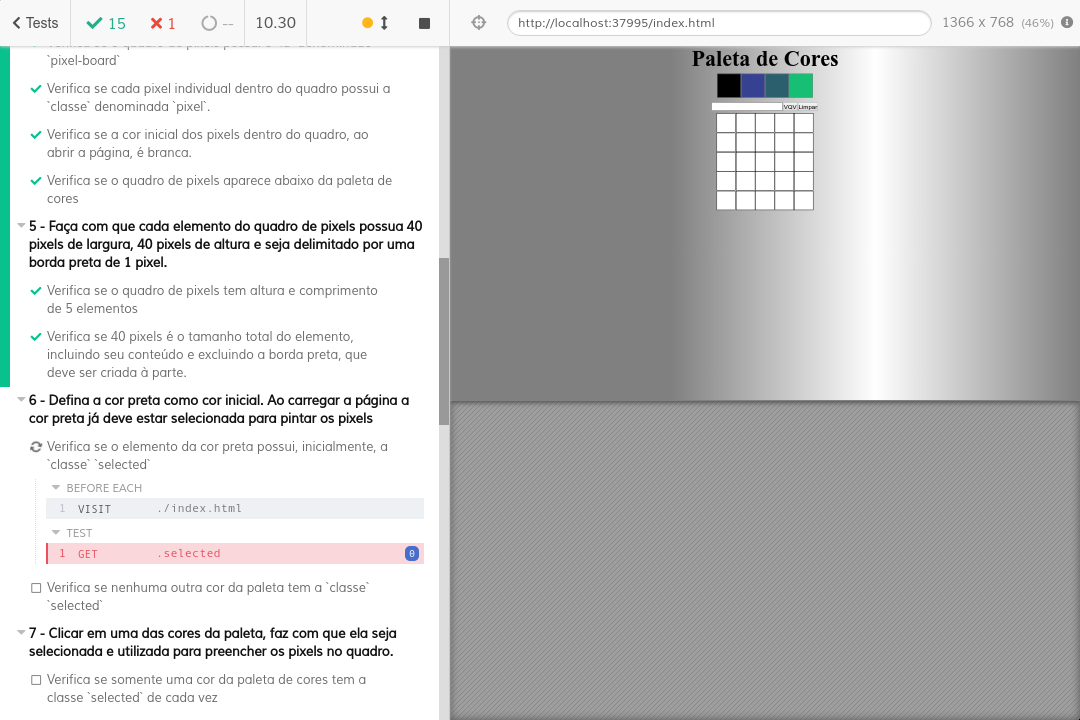 Tests 15 1 -- 10.30 http://localhost:37995/index.html 1366 x 768 (46%)
`pixel-board`
Verifica se cada pixel individual dentro do quadro possui a
`classe` denominada `pixel`.
Verifica se a cor inicial dos pixels dentro do quadro, ao
abrir a página, é branca.
Verifica se o quadro de pixels aparece abaixo da paleta de
cores
5 - Faça com que cada elemento do quadro de pixels possua 40
pixels de largura, 40 pixels de altura e seja delimitado por uma
borda preta de 1 pixel.
Verifica se o quadro de pixels tem altura e comprimento
de 5 elementos
Verifica se 40 pixels é o tamanho total do elemento,
incluindo seu conteúdo e excluindo a borda preta, que
deve ser criada à parte.
6 - Defina a cor preta como cor inicial. Ao carregar a página a
cor preta já deve estar selecionada para pintar os pixels
Verifica se o elemento da cor preta possui, inicialmente, a
`classe` `selected`
BEFORE EACH
1 VISIT ./index.html
TEST
1 GET .selected 0
Verifica se nenhuma outra cor da paleta tem a `classe`
`selected`
7 - Clicar em uma das cores da paleta, faz com que ela seja
selecionada e utilizada para preencher os pixels no quadro.
Verifica se somente uma cor da paleta de cores tem a
classe `selected` de cada vez
Paleta de Cores
VQV Limpar